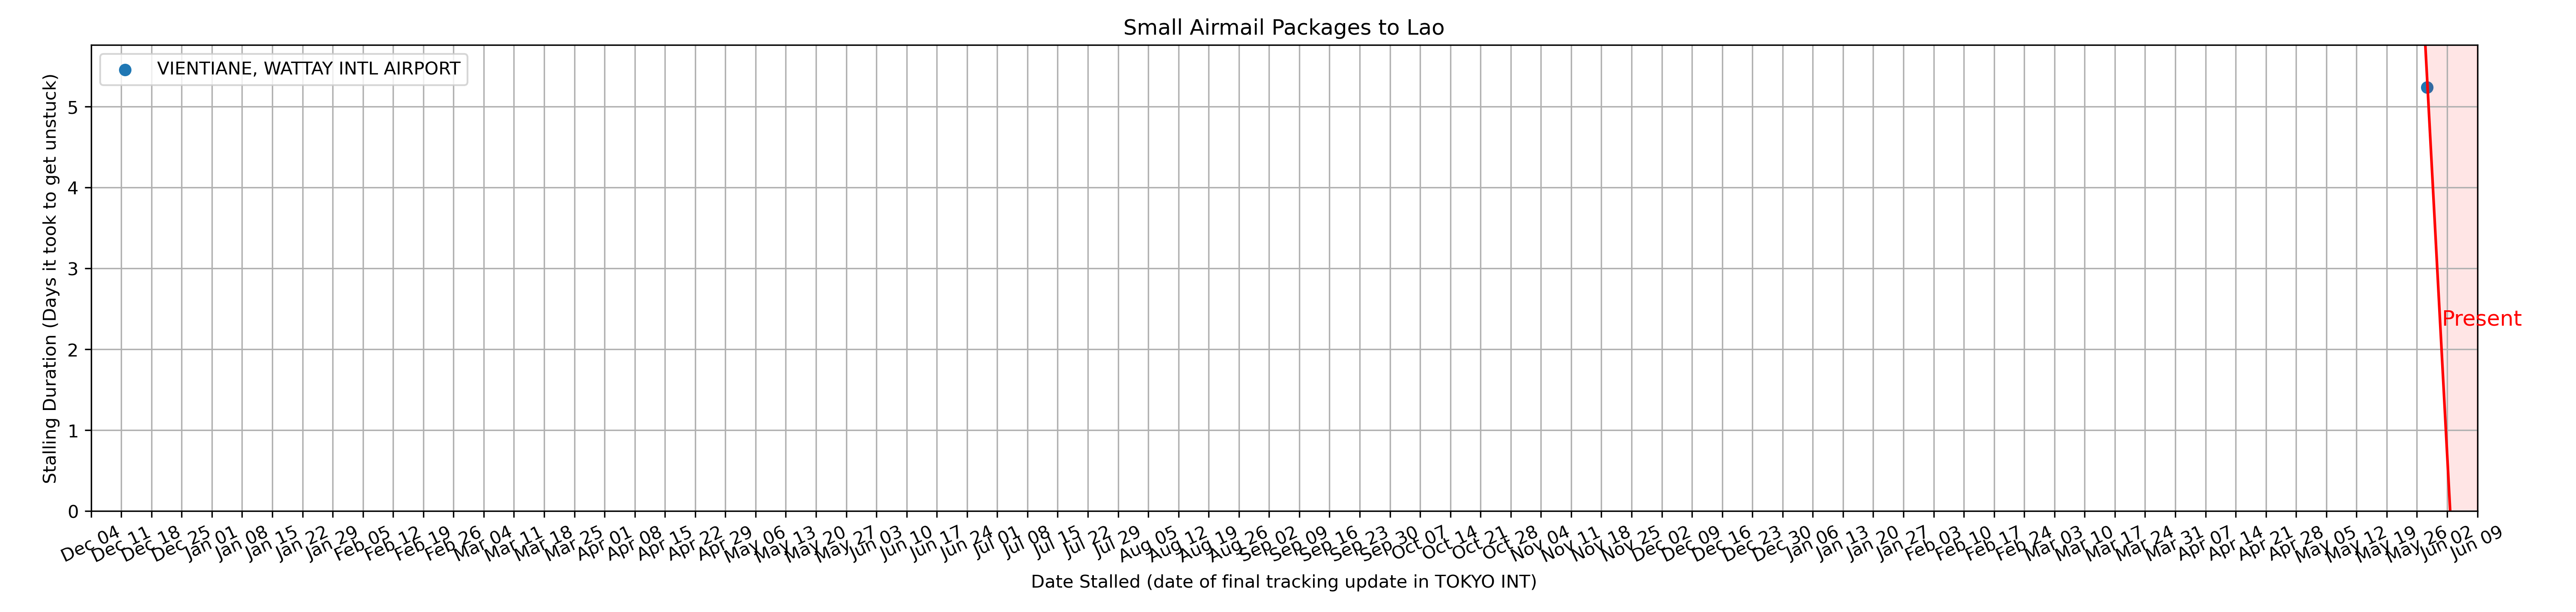 Small Airmail Packages to Lao
VIENTIANE, WATTAY INTL AIRPORT
Stalling Duration (Days it took to get unstuck)
5
4
3
2
1
0
Present
Dec 04 Dec 11 Dec 18 Dec 25 Jan 01 Jan 08 Jan 15 Jan 22 Jan 29 Feb 05 Feb 12 Feb 19 Feb 26 Mar 04 Mar 11 Mar 18 Mar 25 Apr 01 Apr 08 Apr 15 Apr 22 Apr 29 May 06 May 13 May 20 May 27 Jun 03 Jun 10 Jun 17 Jun 24 Jul 01 Jul 08 Jul 15 Jul 22 Jul 29 Aug 05 Aug 12 Aug 19 Aug 26 Sep 02 Sep 09 Sep 16 Sep 23 Sep 30 Oct 07 Oct 14 Oct 21 Oct 28 Nov 04 Nov 11 Nov 18 Nov 25 Dec 02 Dec 09 Dec 16 Dec 23 Dec 30 Jan 06 Jan 13 Jan 20 Jan 27 Feb 03 Feb 10 Feb 17 Feb 24 Mar 03 Mar 10 Mar 17 Mar 24 Mar 31 Apr 07 Apr 14 Apr 21 Apr 28 May 05 May 12 May 19 May 26 Jun 02 Jun 09
Date Stalled (date of final tracking update in TOKYO INT)